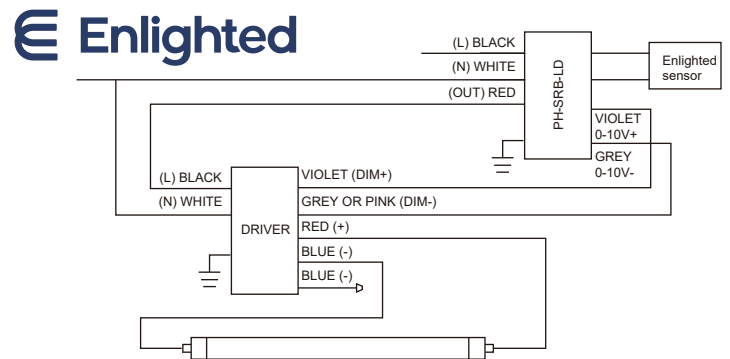 Enlighted
(L) BLACK
(N) WHITE
(OUT) RED
PH-SRB-LD
Enlighted
sensor
VIOLET
0-10V+
GREY
0-10V-
(L) BLACK
(N) WHITE
DRIVER
VIOLET (DIM+)
GREY OR PINK (DIM-)
RED (+)
BLUE (-)
BLUE (-)